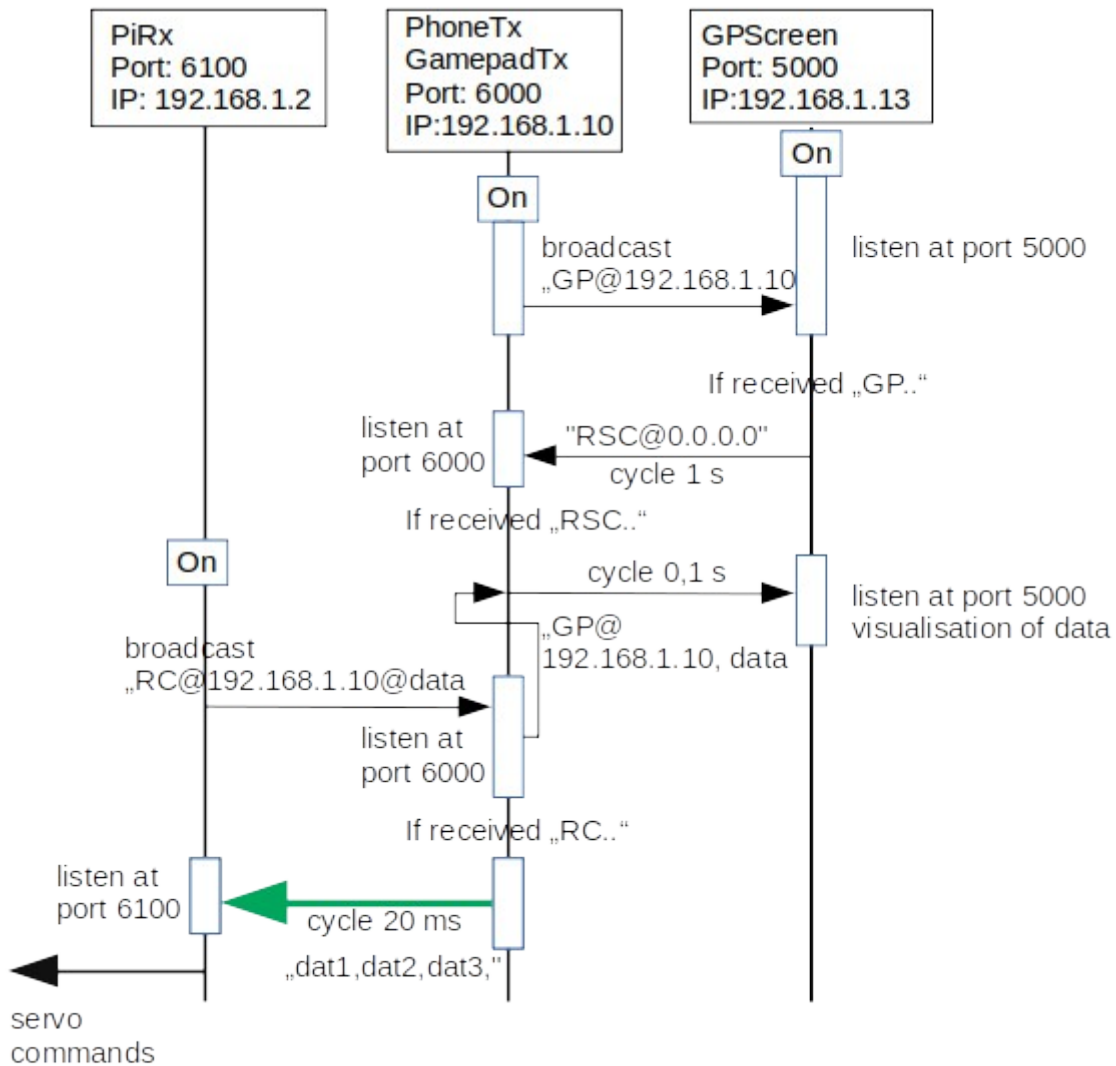 PiRx
Port: 6100
IP: 192.168.1.2
PhoneTx
GamepadTx
Port: 6000
IP:192.168.1.10
GPScreen
Port: 5000
IP:192.168.1.13
On
On
broadcast
„GP@192.168.1.10
listen at port 5000
If received „GP..“
listen at
port 6000
"RSC@0.0.0.0"
cycle 1 s
If received „RSC..“
On
cycle 0,1 s
listen at port 5000
visualisation of data
„GP@
192.168.1.10, data
broadcast
„RC@192.168.1.10@data
listen at
port 6000
If received „RC..“
listen at
port 6100
cycle 20 ms
„dat1,dat2,dat3,"
servo
commands